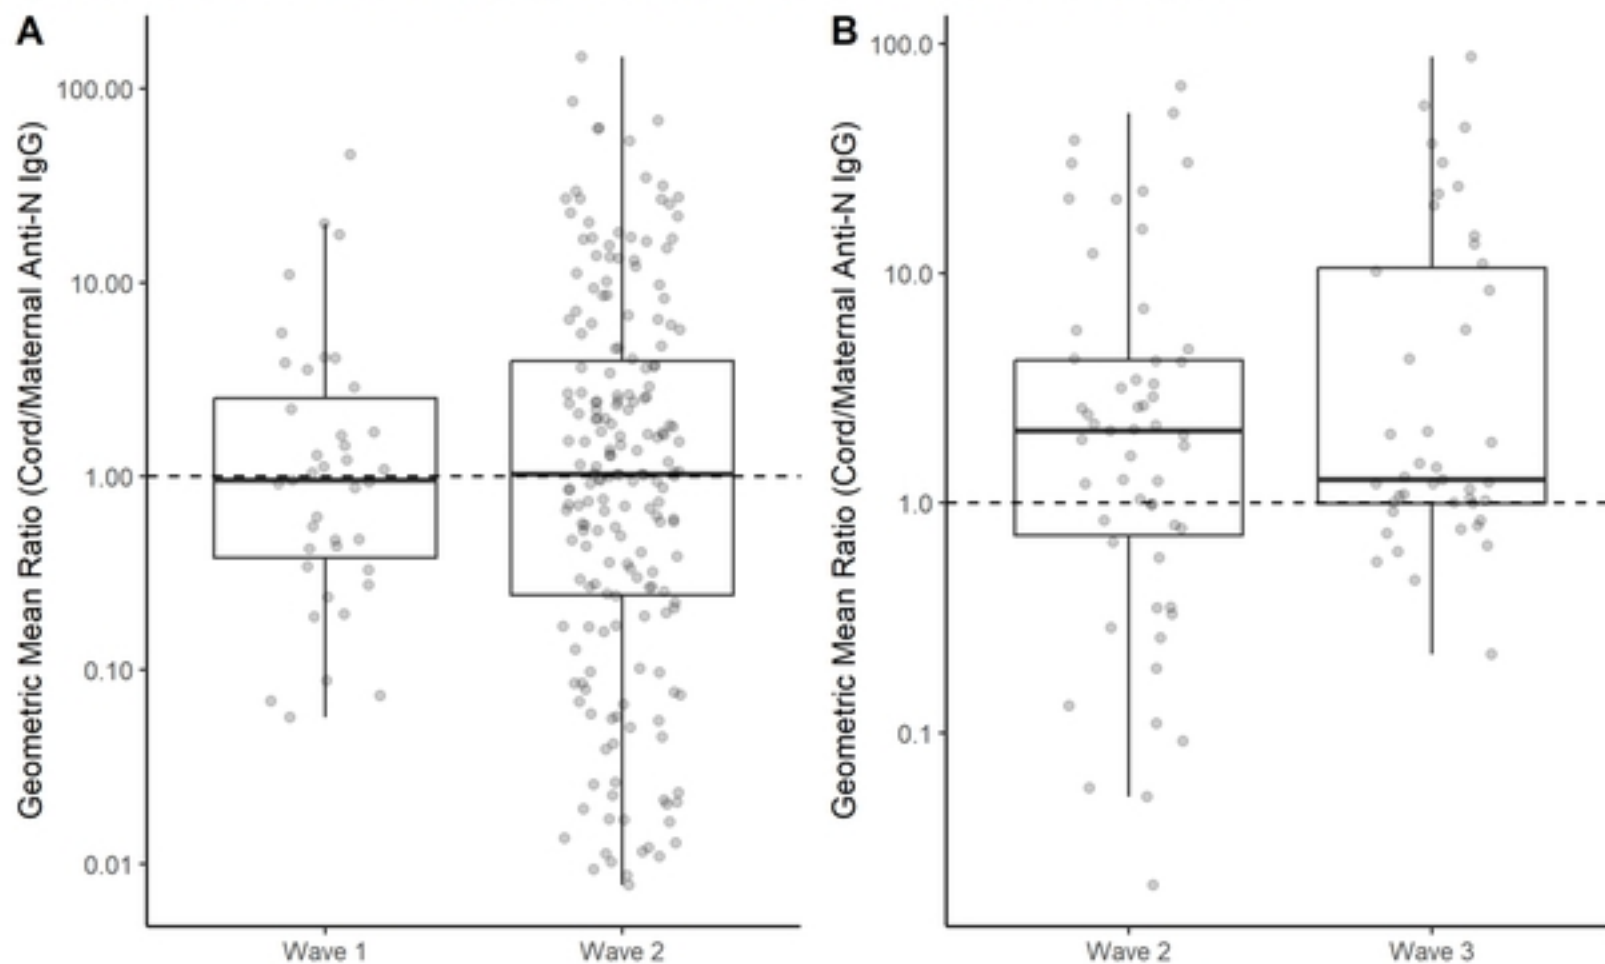 A
Geometric Mean Ratio (Cord/Maternal Anti-N IgG)
100.00
10.00
1.00
0.10
0.01
Wave 1
Wave 2
B
Geometric Mean Ratio (Cord/Maternal Anti-N IgG)
100.0
10.0
1.0
0.1
Wave 2
Wave 3